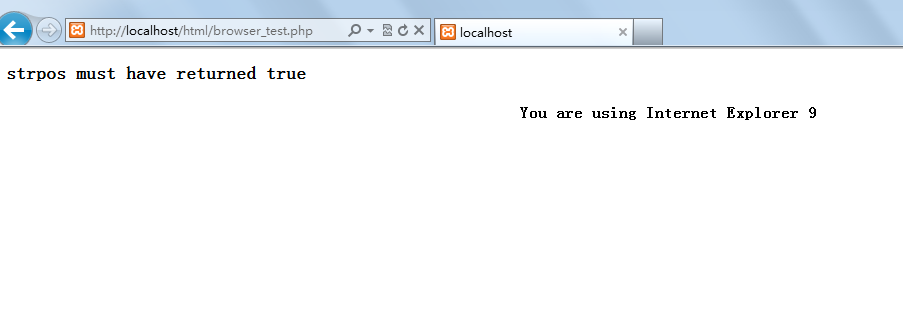 http://localhost/html/browser_test.php
localhost
strpos must have returned true
You are using Internet Explorer 9